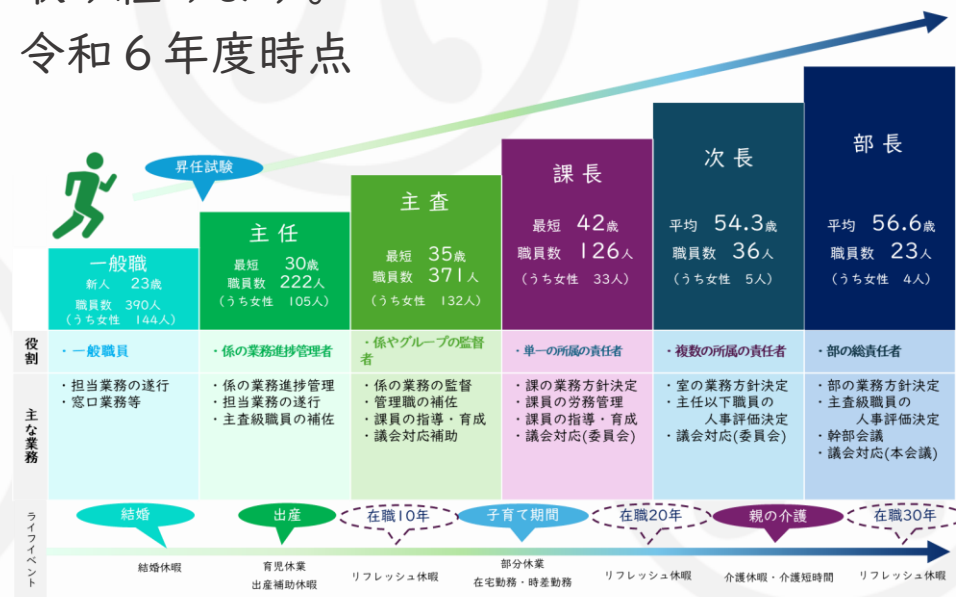 令和６年度時点
昇任試験
一般職
新人 23歳
職員数 390人
(うち女性 144人)
主任
最短 30歳
職員数 222人
(うち女性 105人)
主査
最短 35歳
職員数 371人
(うち女性 132人)
課長
最短 42歳
職員数 126人
(うち女性 33人)
次長
平均 54.3歳
職員数 36人
(うち女性 5人)
部長
平均 56.6歳
職員数 23人
(うち女性 4人)
役割
・一般職員
・係の業務進捗管理者
・係やグループの監督
者
・単一の所属の責任者
・複数の所属の責任者
・部の総責任者
主な業務
・担当業務の遂行
・窓口業務等
・係の業務進捗管理
・担当業務の遂行
・主査級職員の補佐
・係の業務の監督
・管理職の補佐
・課員の指導・育成
・議会対応補助
・課の業務方針決定
・課員の労務管理
・課員の指導・育成
・議会対応(委員会)
・室の業務方針決定
・主任以下職員の
人事評価決定
・議会対応(委員会)
・部の業務方針決定
・主査級職員の
人事評価決定
・幹部会議
・議会対応(本会議)
ライフイベント
結婚
出産
在職10年
子育て期間
在職20年
親の介護
在職30年
結婚休暇
育児休業
出産補助休暇
リフレッシュ休暇
部分休業
在宅勤務・時差勤務
リフレッシュ休暇
介護休暇・介護短時間
リフレッシュ休暇